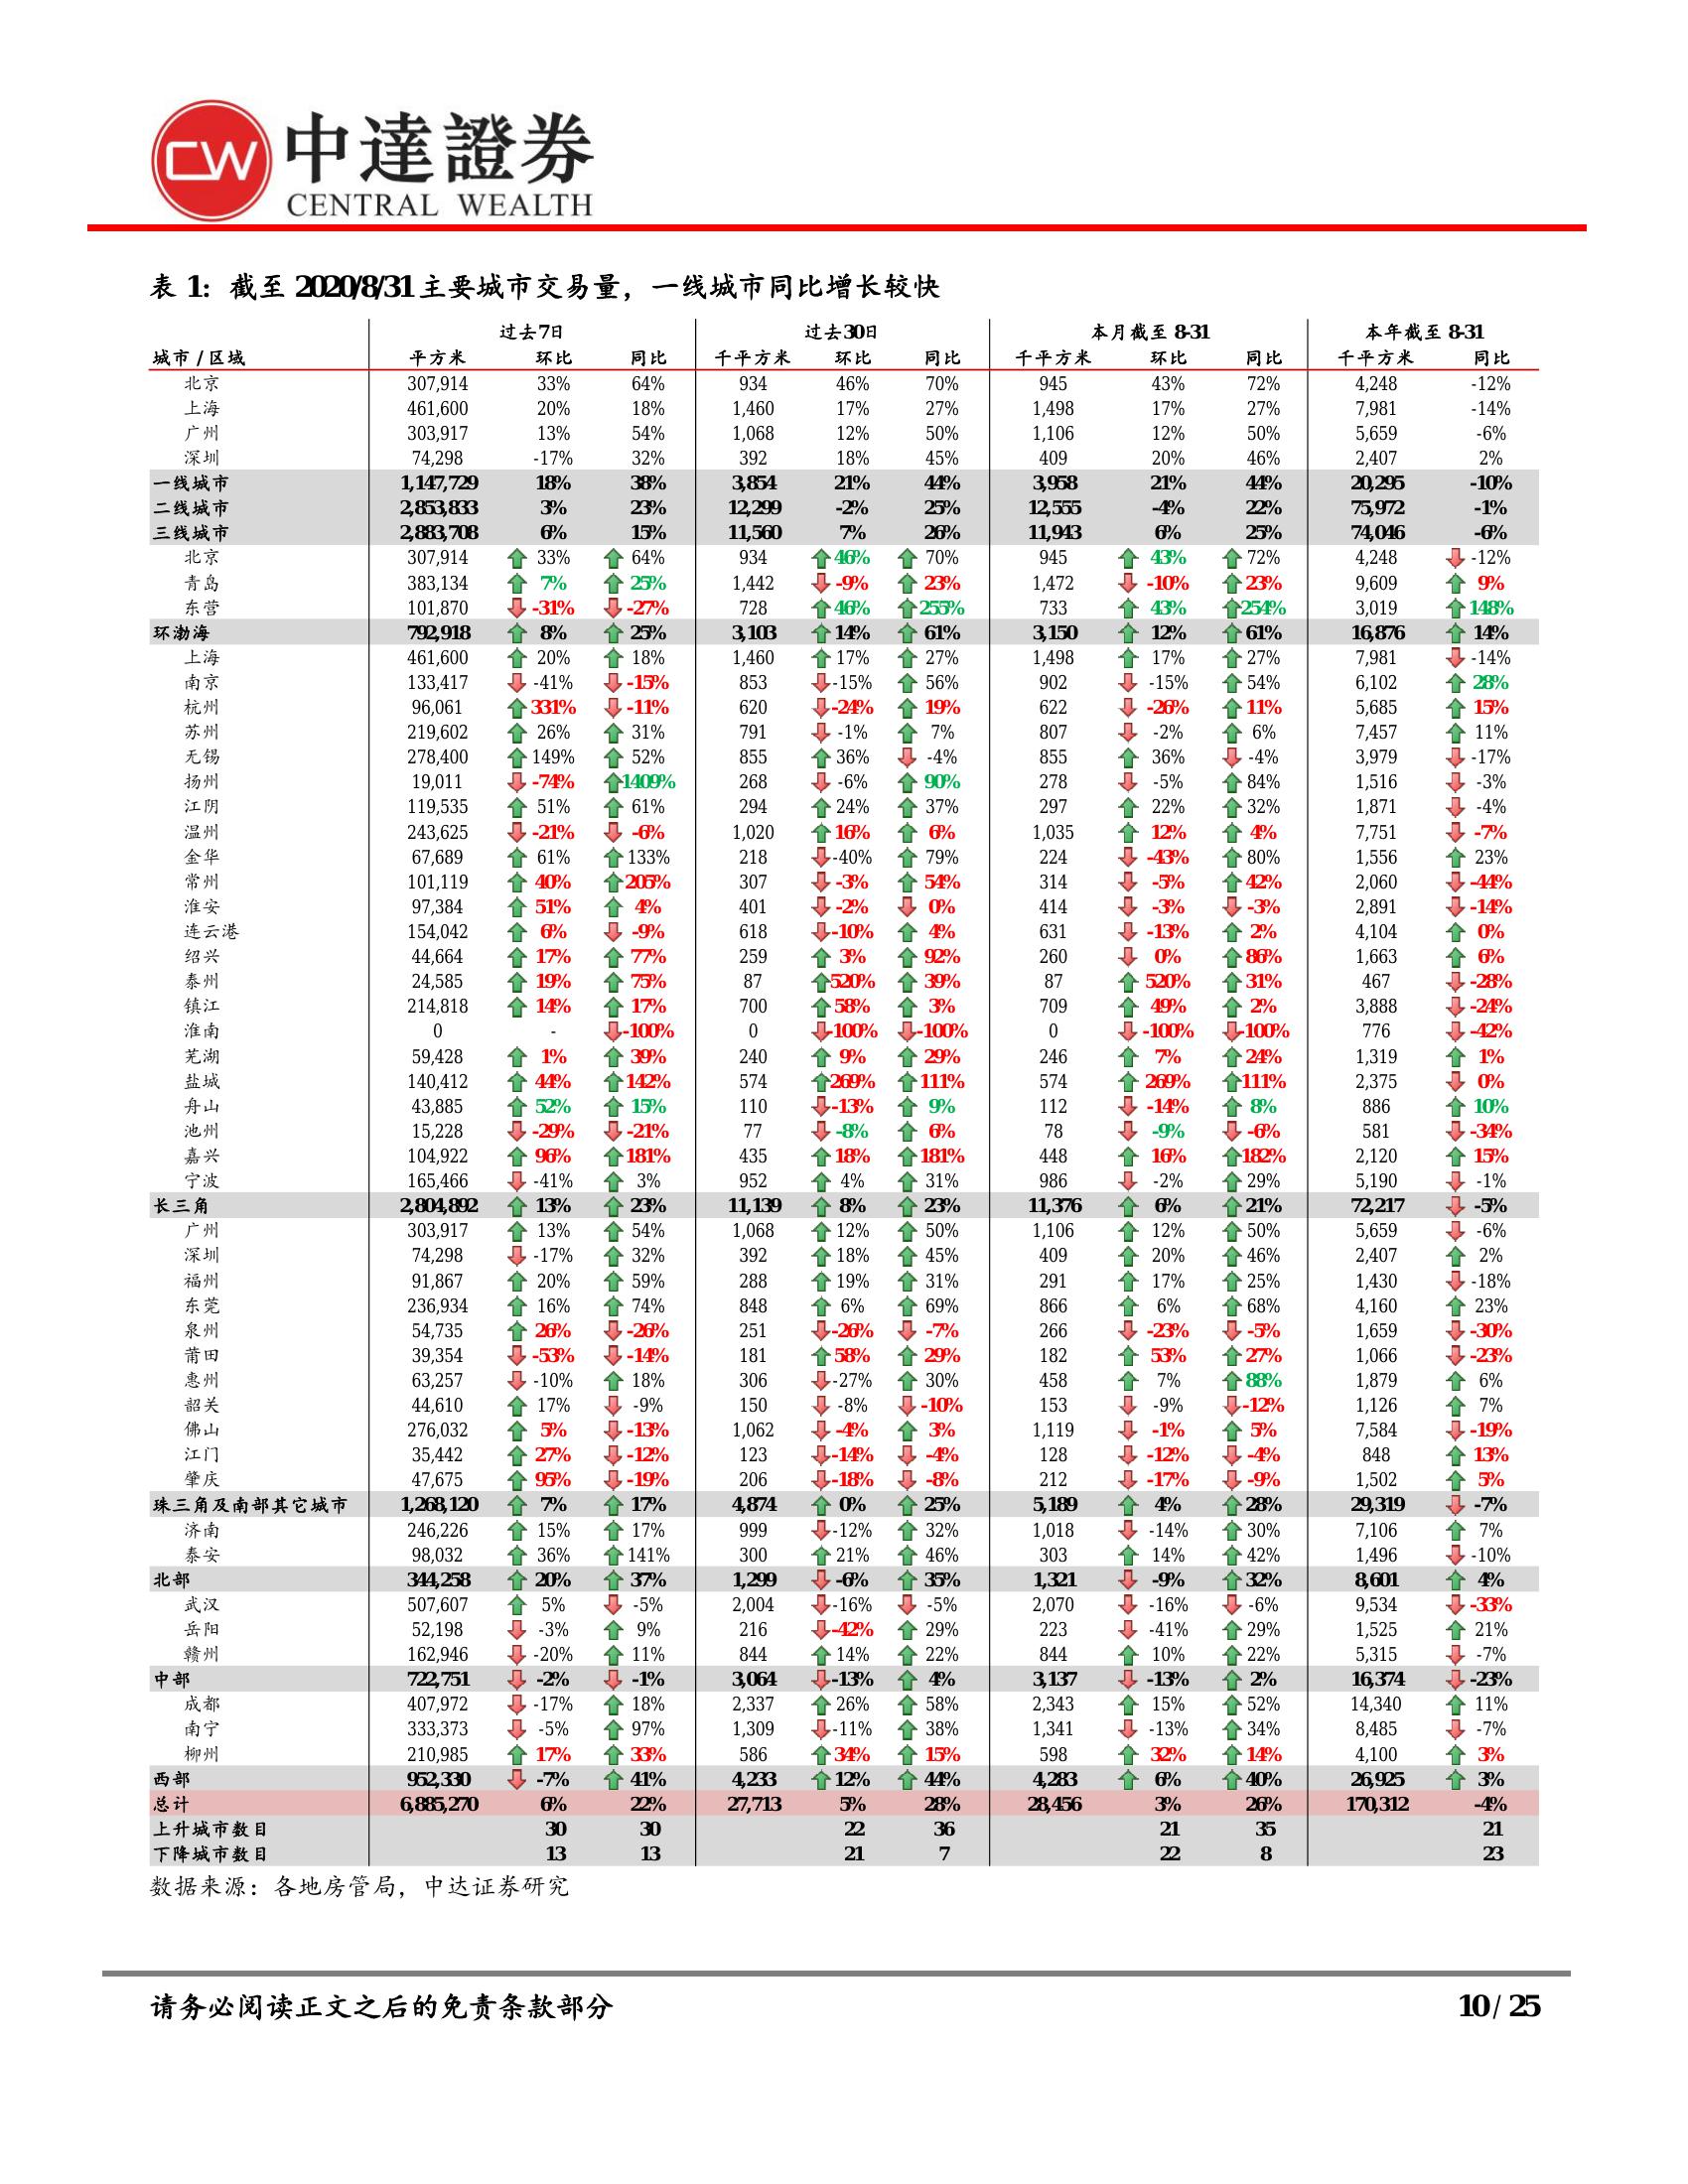 CW 中達證券
CENTRAL WEALTH
表 1：截至 2020/8/31 主要城市交易量，一线城市同比增长较快
过去7日 过去30日 本月截至 8-31 本年截至 8-31
城市 / 区域 平方米 环比 同比 千平方米 环比 同比 千平方米 环比 同比 千平方米 同比
北京 307,914 33% 64% 934 46% 70% 945 43% 72% 4,248 -12%
上海 461,600 20% 18% 1,460 17% 27% 1,498 17% 27% 7,981 -14%
广州 303,917 13% 54% 1,068 12% 50% 1,106 12% 50% 5,659 -6%
深圳 74,298 -17% 32% 392 18% 45% 409 20% 46% 2,407 2%
一线城市 1,147,729 18% 38% 3,854 21% 44% 3,958 21% 44% 20,295 -10%
二线城市 2,853,833 3% 23% 12,299 -2% 25% 12,555 -4% 22% 75,972 -1%
三线城市 2,883,708 6% 15% 11,560 7% 26% 11,943 6% 25% 74,046 -6%
北京 307,914 33% 64% 934 46% 70% 945 43% 72% 4,248 -12%
青岛 383,134 7% 25% 1,442 -9% 23% 1,472 -10% 23% 9,609 9%
东营 101,870 -31% -27% 728 46% 255% 733 43% 254% 3,019 148%
环渤海 792,918 8% 25% 3,103 14% 61% 3,150 12% 61% 16,876 14%
上海 461,600 20% 18% 1,460 17% 27% 1,498 17% 27% 7,981 -14%
南京 133,417 -41% -15% 853 -15% 56% 902 -15% 54% 6,102 28%
杭州 96,061 331% -11% 620 -24% 19% 622 -26% 11% 5,685 15%
苏州 219,602 26% 31% 791 -1% 7% 807 -2% 6% 7,457 11%
无锡 278,400 149% 52% 855 36% -4% 855 36% -4% 3,979 -17%
扬州 19,011 -74% 1409% 268 -6% 90% 278 -5% 84% 1,516 -3%
江阴 119,535 51% 61% 294 24% 37% 297 22% 32% 1,871 -4%
温州 243,625 -21% -6% 1,020 16% 6% 1,035 12% 4% 7,751 -7%
金华 67,689 61% 133% 218 -40% 79% 224 -43% 80% 1,556 23%
常州 101,119 40% 205% 307 -3% 54% 314 -5% 42% 2,060 -44%
淮安 97,384 51% 4% 401 -2% 0% 414 -3% -3% 2,891 -14%
连云港 154,042 6% -9% 618 -10% 4% 631 -13% 2% 4,104 0%
绍兴 44,664 17% 77% 259 3% 92% 260 0% 86% 1,663 6%
泰州 24,585 19% 75% 87 520% 39% 87 520% 31% 467 -28%
镇江 214,818 14% 17% 700 58% 3% 709 49% 2% 3,888 -24%
淮南 0 - -100% 0 -100% -100% 0 -100% -100% 776 -42%
芜湖 59,428 1% 39% 240 9% 29% 246 7% 24% 1,319 1%
盐城 140,412 44% 142% 574 269% 111% 574 269% 111% 2,375 0%
舟山 43,885 52% 15% 110 -13% 9% 112 -14% 8% 886 10%
池州 15,228 -29% -21% 77 -8% 6% 78 -9% -6% 581 -34%
嘉兴 104,922 96% 181% 435 18% 181% 448 16% 182% 2,120 15%
宁波 165,466 -41% 3% 952 4% 31% 986 -2% 29% 5,190 -1%
长三角 2,804,892 13% 23% 11,139 8% 23% 11,376 6% 21% 72,217 -5%
广州 303,917 13% 54% 1,068 12% 50% 1,106 12% 50% 5,659 -6%
深圳 74,298 -17% 32% 392 18% 45% 409 20% 46% 2,407 2%
福州 91,867 20% 59% 288 19% 31% 291 17% 25% 1,430 -18%
东莞 236,934 16% 74% 848 6% 69% 866 6% 68% 4,160 23%
泉州 54,735 26% -26% 251 -26% -7% 266 -23% -5% 1,659 -30%
莆田 39,354 -53% -14% 181 58% 29% 182 53% 27% 1,066 -23%
惠州 63,257 -10% 18% 306 -27% 30% 458 7% 88% 1,879 6%
韶关 44,610 17% -9% 150 -8% -10% 153 -9% -12% 1,126 7%
佛山 276,032 5% -13% 1,062 -4% 3% 1,119 -1% 5% 7,584 -19%
江门 35,442 27% -12% 123 -14% -4% 128 -12% -4% 848 13%
肇庆 47,675 95% -19% 206 -18% -8% 212 -17% -9% 1,502 5%
珠三角及南部其它城市 1,268,120 7% 17% 4,874 0% 25% 5,189 4% 28% 29,319 -7%
济南 246,226 15% 17% 999 -12% 32% 1,018 -14% 30% 7,106 7%
泰安 98,032 36% 141% 300 21% 46% 303 14% 42% 1,496 -10%
北部 344,258 20% 37% 1,299 -6% 35% 1,321 -9% 32% 8,601 4%
武汉 507,607 5% -5% 2,004 -16% -5% 2,070 -16% -6% 9,534 -33%
岳阳 52,198 -3% 9% 216 -42% 29% 223 -41% 29% 1,525 21%
赣州 162,946 -20% 11% 844 14% 22% 844 10% 22% 5,315 -7%
中部 722,751 -2% -1% 3,064 -13% 4% 3,137 -13% 2% 16,374 -23%
成都 407,972 -17% 18% 2,337 26% 58% 2,343 15% 52% 14,340 11%
南宁 333,373 -5% 97% 1,309 -11% 38% 1,341 -13% 34% 8,485 -7%
柳州 210,985 17% 33% 586 34% 15% 598 32% 14% 4,100 3%
西部 952,330 -7% 41% 4,233 12% 44% 4,283 6% 40% 26,925 3%
总计 6,885,270 6% 22% 27,713 5% 28% 28,456 3% 26% 170,312 -4%
上升城市数目 30 30 22 36 21 35 21
下降城市数目 13 13 21 7 22 8 23
数据来源：各地房管局，中达证券研究
请务必阅读正文之后的免责条款部分 10 / 25